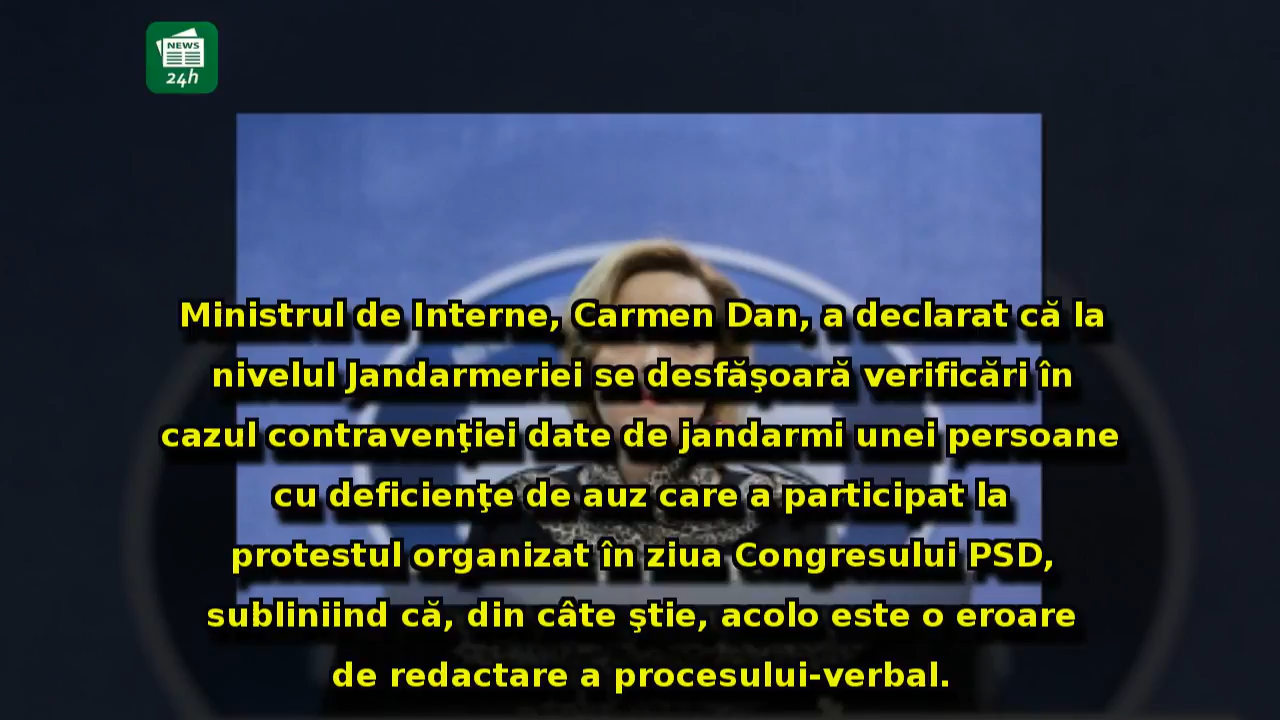 NEWS
24h
Ministrul de Interne, Carmen Dan, a declarat că la
nivelul Jandarmeriei se desfăşoară verificări în
cazul contravenţiei date de jandarmi unei persoane
cu deficienţe de auz care a participat la
protestul organizat în ziua Congresului PSD,
subliniind că, din câte ştie, acolo este o eroare
de redactare a procesului-verbal.